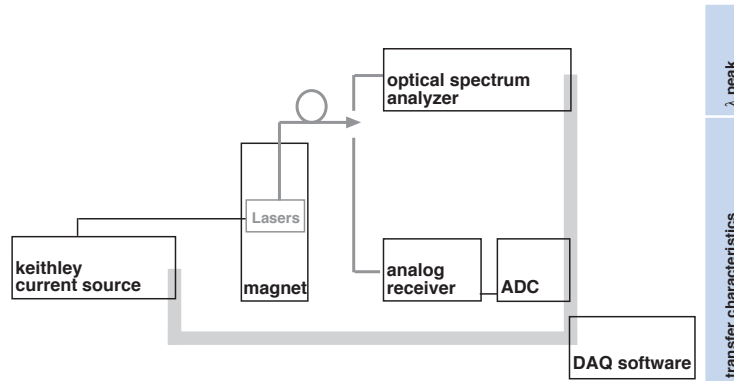 optical spectrum
analyzer
λ peak
Lasers
keithley
current source
magnet
analog
receiver
ADC
transfer characteristics
DAQ software